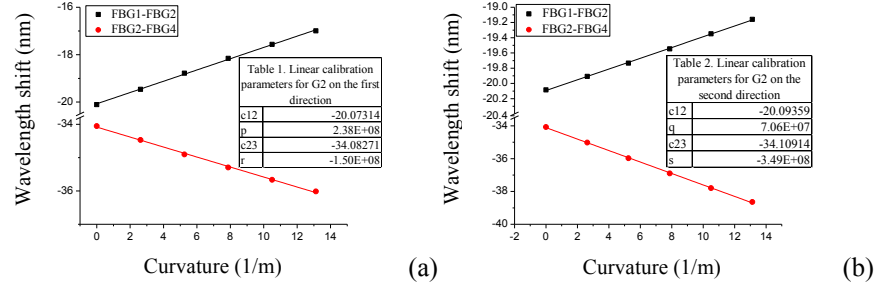 FBG1-FBG2
FBG2-FBG4
Wavelength shift (nm)
-16
-18
-20
-34
-36
Table 1. Linear calibration
parameters for G2 on the first
direction
c12 -20.07314
p 2.38E+08
c23 -34.08271
r -1.50E+08
0 2 4 6 8 10 12 14
Curvature (1/m)
(a)
FBG1-FBG2
FBG2-FBG4
Wavelength shift (nm)
-19.0
-19.2
-19.4
-19.6
-19.8
-20.0
-20.2
-20.4
-34
-36
-38
-40
Table 2. Linear calibration
parameters for G2 on the
second direction
c12 -20.09359
q 7.06E+07
c23 -34.10914
s -3.49E+08
-2 0 2 4 6 8 10 12 14
Curvature (1/m)
(b)